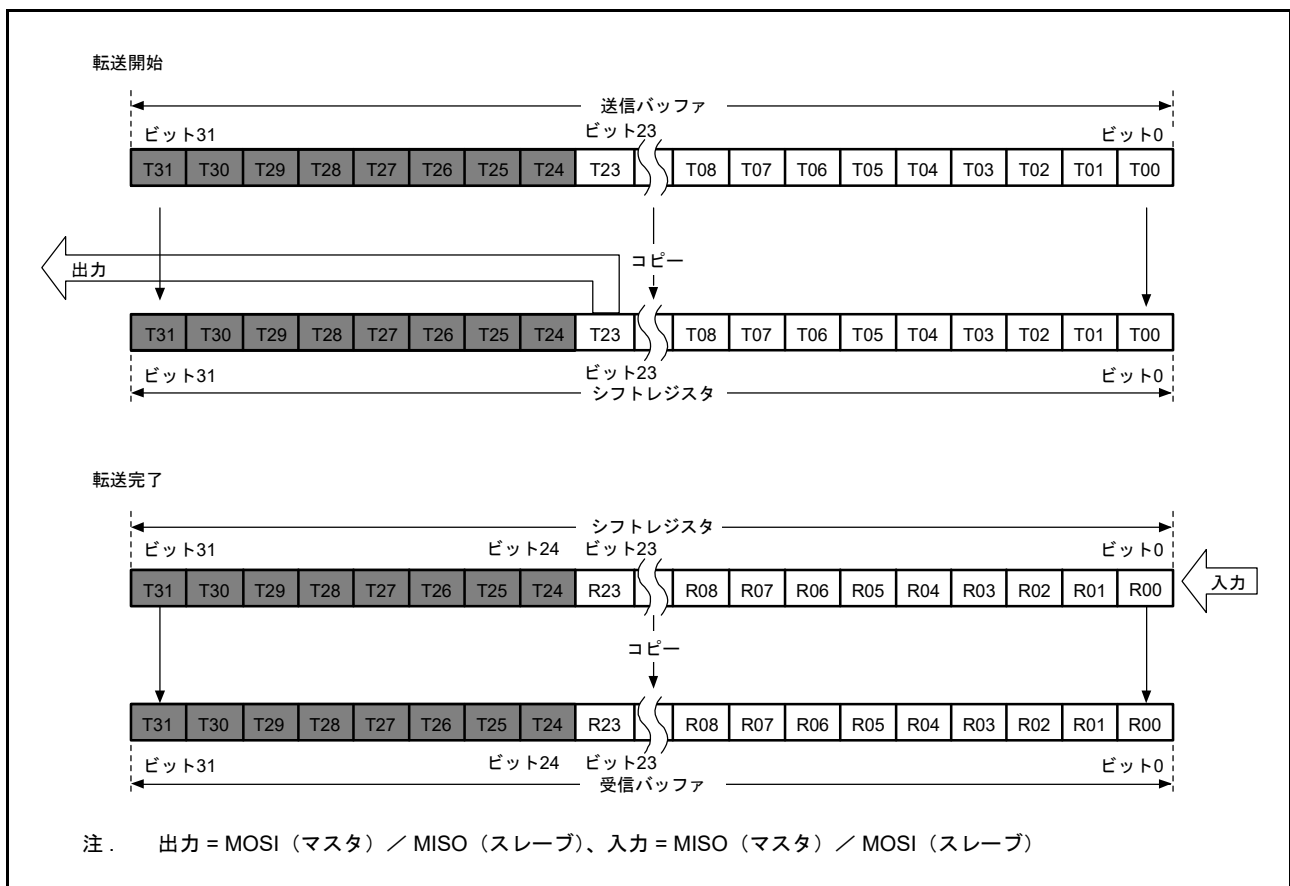 転送開始
送信バッファ
ビット31 ビット23 ビット0
T31 T30 T29 T28 T27 T26 T25 T24 T23 T08 T07 T06 T05 T04 T03 T02 T01 T00
出力 コピー
T31 T30 T29 T28 T27 T26 T25 T24 T23 T08 T07 T06 T05 T04 T03 T02 T01 T00
ビット31 ビット23 ビット0
シフトレジスタ
転送完了
シフトレジスタ
ビット31 ビット24 ビット23 ビット0
T31 T30 T29 T28 T27 T26 T25 T24 R23 R08 R07 R06 R05 R04 R03 R02 R01 R00 入力
コピー
T31 T30 T29 T28 T27 T26 T25 T24 R23 R08 R07 R06 R05 R04 R03 R02 R01 R00
ビット31 ビット24 ビット23 ビット0
受信バッファ
注． 出力 = MOSI（マスタ）／ MISO（スレーブ）、入力 = MISO（マスタ）／ MOSI（スレーブ）